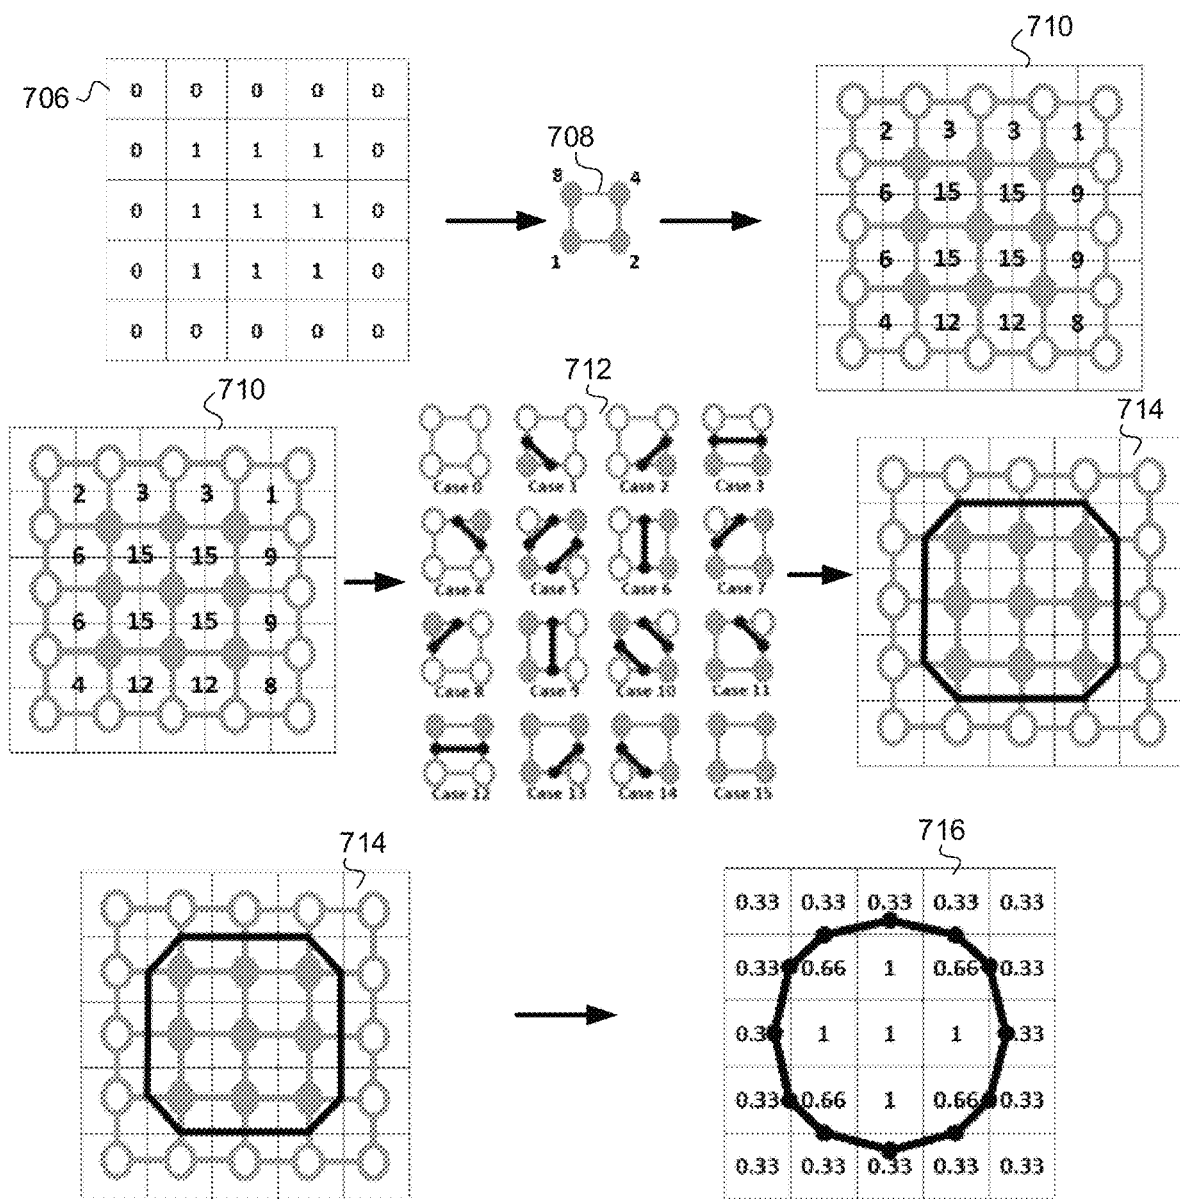 710
706
0 0 0 0 0
0 1 1 1 0
0 1 1 1 0
0 1 1 1 0
0 0 0 0 0
708
8 4
1 2
2 3 3 1
6 15 15 9
6 15 15 9
4 12 12 8
710
2 3 3 1
6 15 15 9
6 15 15 9
4 12 12 8
712
Case 0 Case 1 Case 2 Case 3
Case 4 Case 5 Case 6 Case 7
Case 8 Case 9 Case 10 Case 11
Case 12 Case 13 Case 14 Case 15
714
714
716
0.33 0.33 0.33 0.33 0.33
0.33 0.66 1 0.66 0.33
1 1 1
0.33 0.66 1 0.66 0.33
0.33 0.33 0.33 0.33 0.33